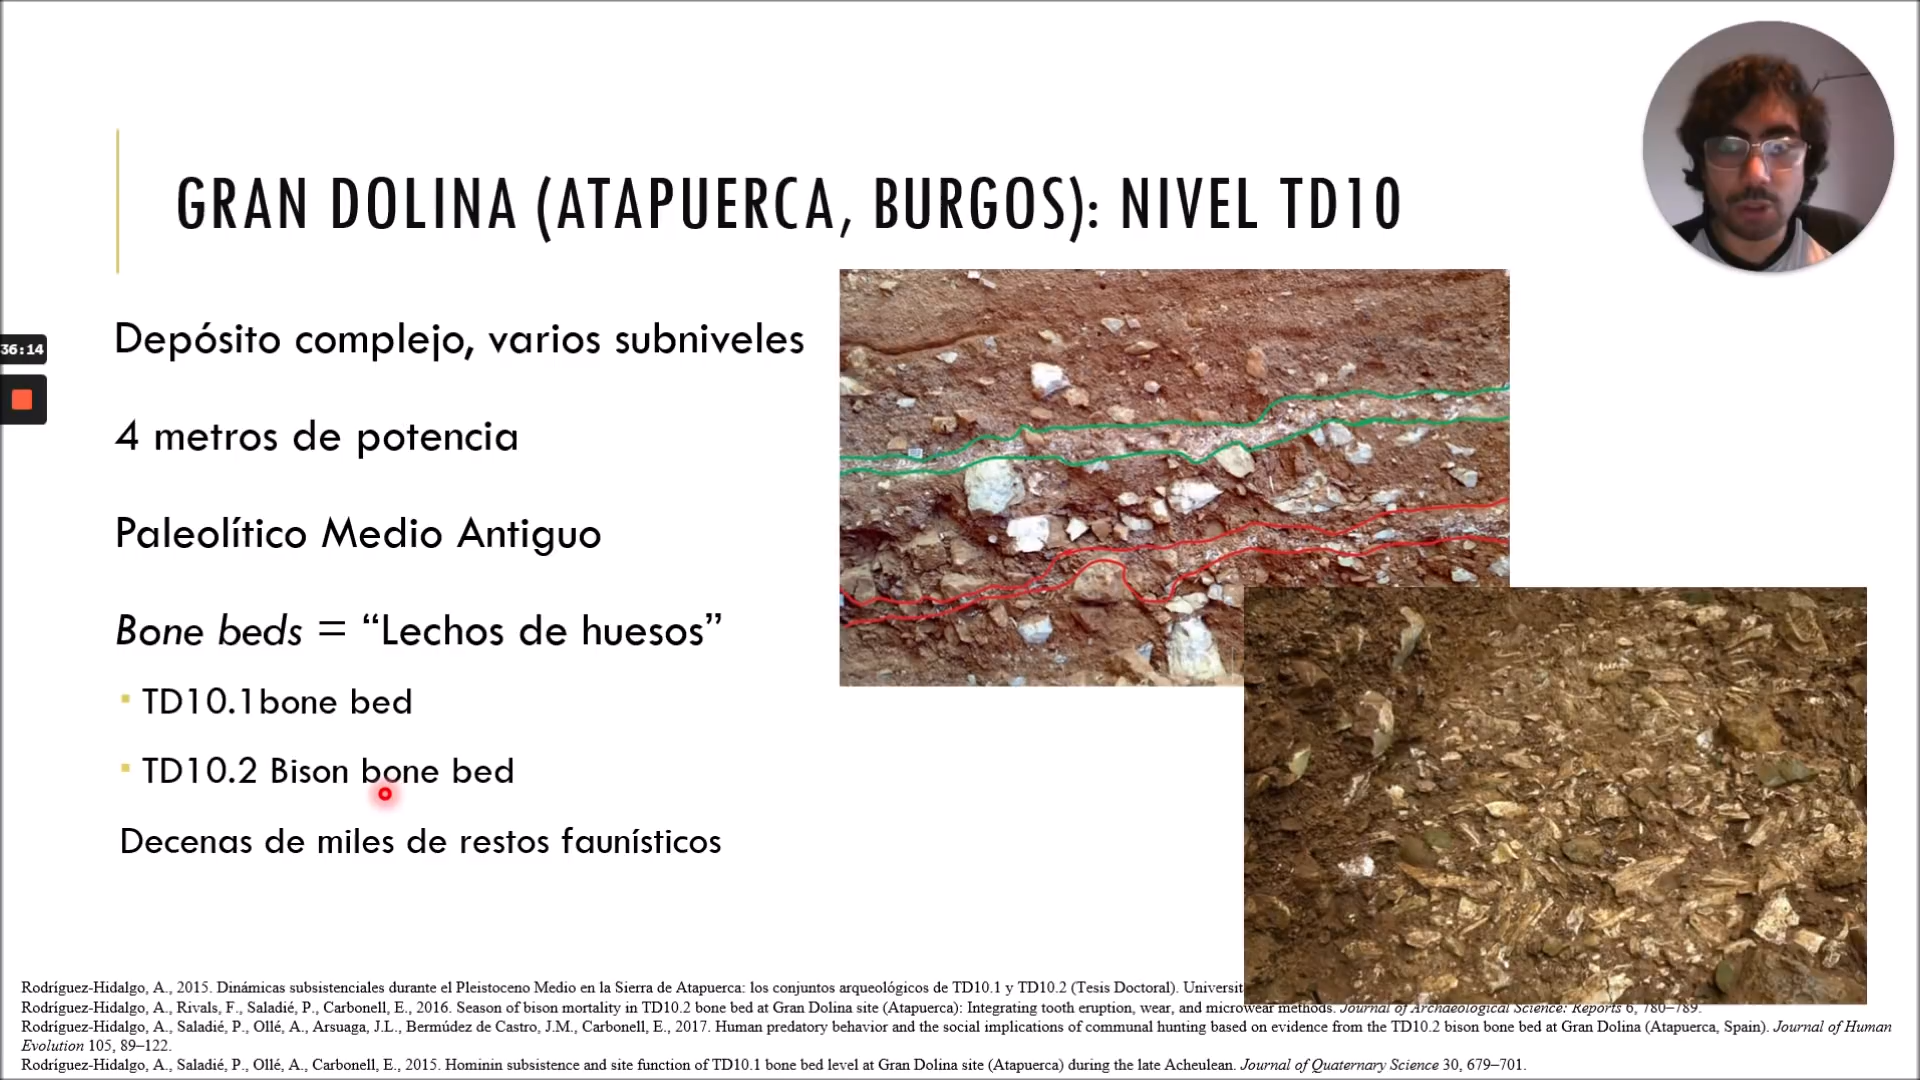 GRAN DOLINA (ATAPUERCA, BURGOS): NIVEL TD10
Depósito complejo, varios subniveles
36:14
4 metros de potencia
Paleolítico Medio Antiguo
Bone beds = “Lechos de huesos”
TD10.1bone bed
TD10.2 Bison bone bed
Decenas de miles de restos faunísticos
Rodríguez-Hidalgo, A., 2015. Dinámicas subsistenciales durante el Pleistoceno Medio en la Sierra de Atapuerca: los conjuntos arqueológicos de TD10.1 y TD10.2 (Tesis Doctoral). Universit
Rodríguez-Hidalgo, A., Rivals, F., Saladié, P., Carbonell, E., 2016. Season of bison mortality in TD10.2 bone bed at Gran Dolina site (Atapuerca): Integrating tooth eruption, wear, and microwear methods. Journal of Archaeological Science: Reports 6, 780–789.
Rodríguez-Hidalgo, A., Saladié, P., Ollé, A., Arsuaga, J.L., Bermúdez de Castro, J.M., Carbonell, E., 2017. Human predatory behavior and the social implications of communal hunting based on evidence from the TD10.2 bison bone bed at Gran Dolina (Atapuerca, Spain). Journal of Human
Evolution 105, 89–122.
Rodríguez-Hidalgo, A., Saladié, P., Ollé, A., Carbonell, E., 2015. Hominin subsistence and site function of TD10.1 bone bed level at Gran Dolina site (Atapuerca) during the late Acheulean. Journal of Quaternary Science 30, 679–701.